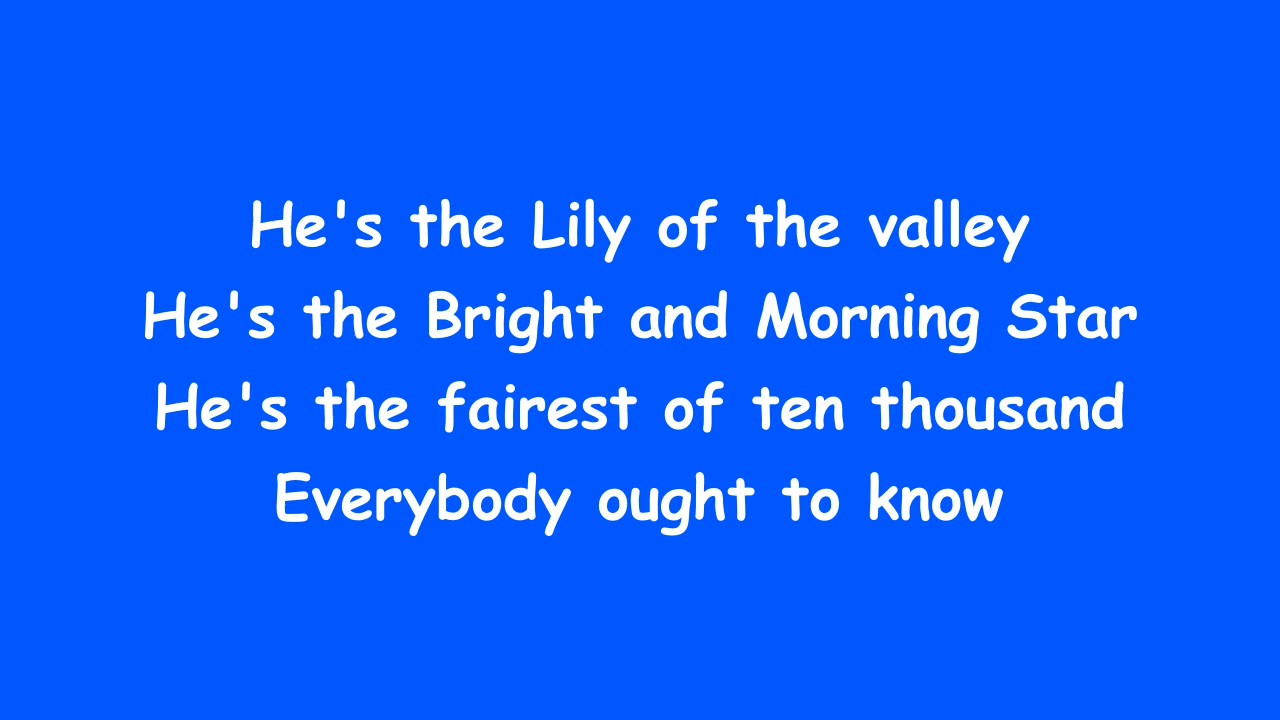 He's the Lily of the valley
He's the Bright and Morning Star
He's the fairest of ten thousand
Everybody ought to know